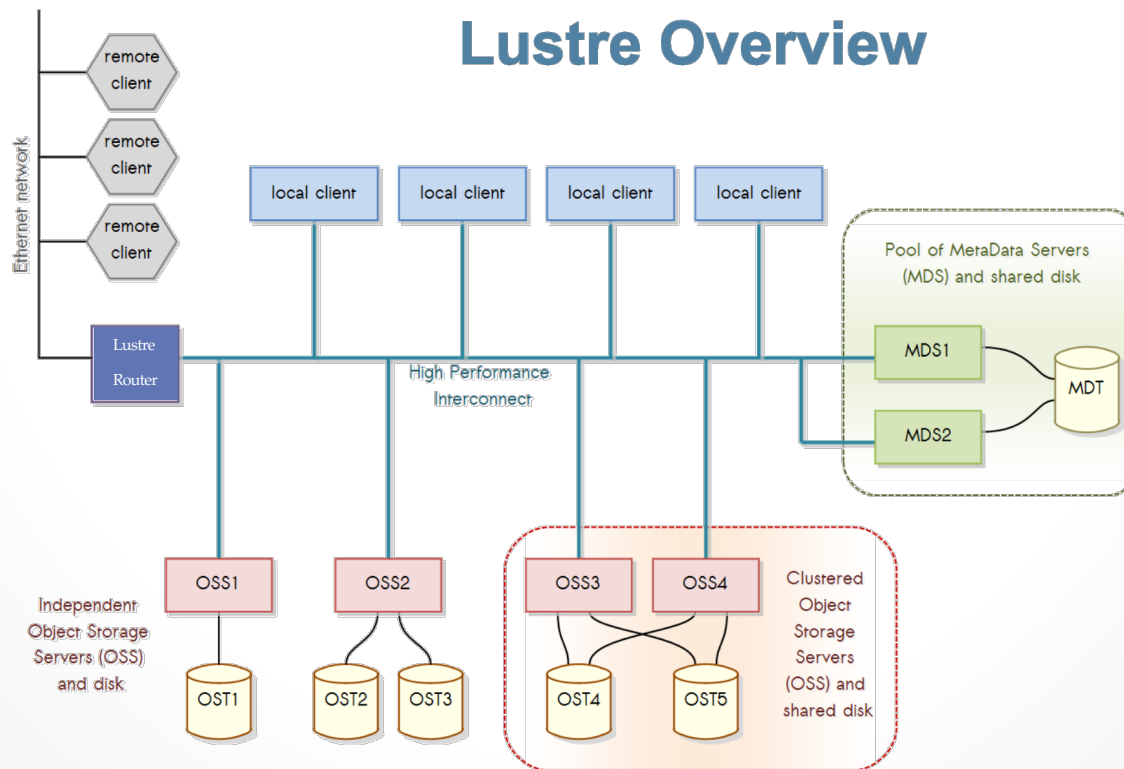 Lustre Overview
remote
client
remote
client
remote
client
Ethernet network
local client
local client
local client
local client
Pool of MetaDara Servers
(MDS) and shared disk
Lustre
Router
High Performance
Interconnect
MDS1
MDS2
MDT
OSS1
OSS2
OSS3
OSS4
Independent
Object Storage
Servers (OSS)
and disk
Clustered
Object
Storage
Servers
(OSS) and
shared disk
OST1
OST2
OST3
OST4
OST5